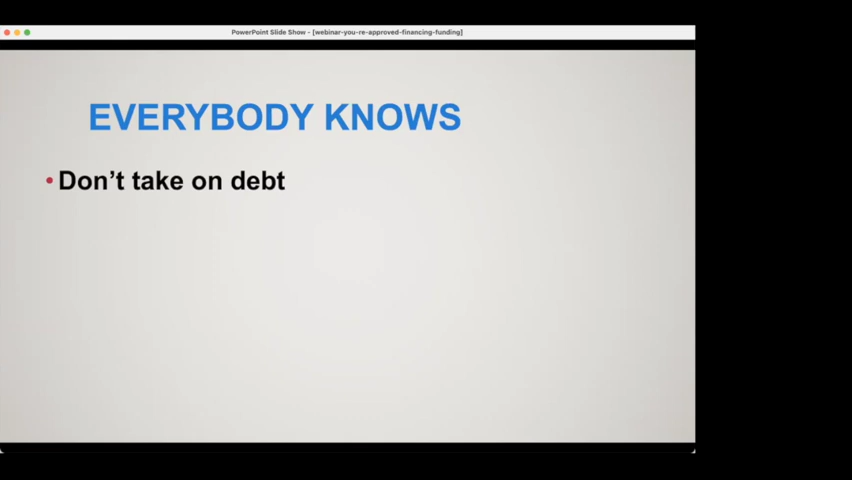 PowerPoint Slide Show - [webinar-you-re-approved-financing-funding]
EVERYBODY KNOWS
• Don’t take on debt